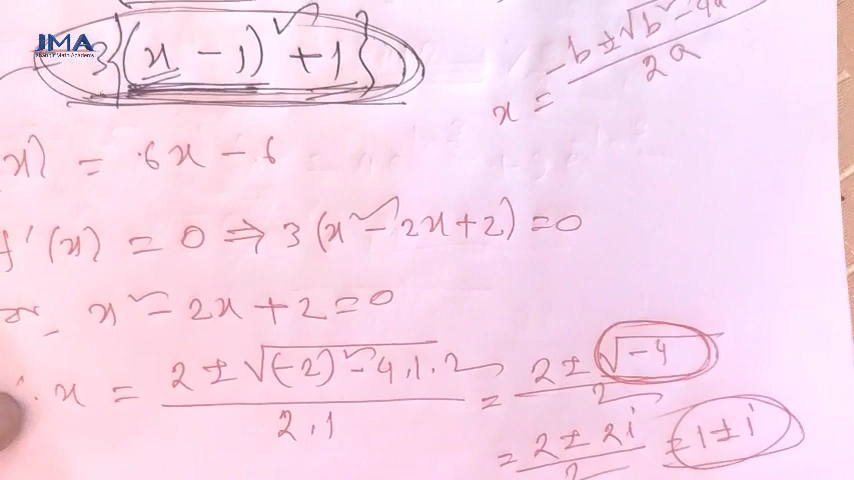 JMA
3{(x - 1)² + 1}
x = -b ± √b² - 4a / 2a
x) = 6x - 6
f'(x) = 0 ⇒ 3(x² - 2x + 2) = 0
x² - 2x + 2 = 0
∴ x = 2 ± √(-2)² - 4.1.2 / 2.1 = 2 ± √-4 / 2
= 2 ± 2i / 2 = 1 ± i